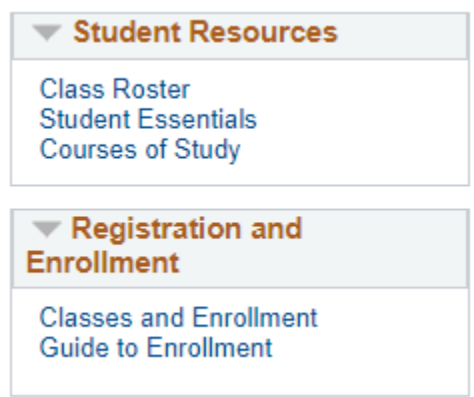 Student Resources
Class Roster
Student Essentials
Courses of Study
Registration and
Enrollment
Classes and Enrollment
Guide to Enrollment